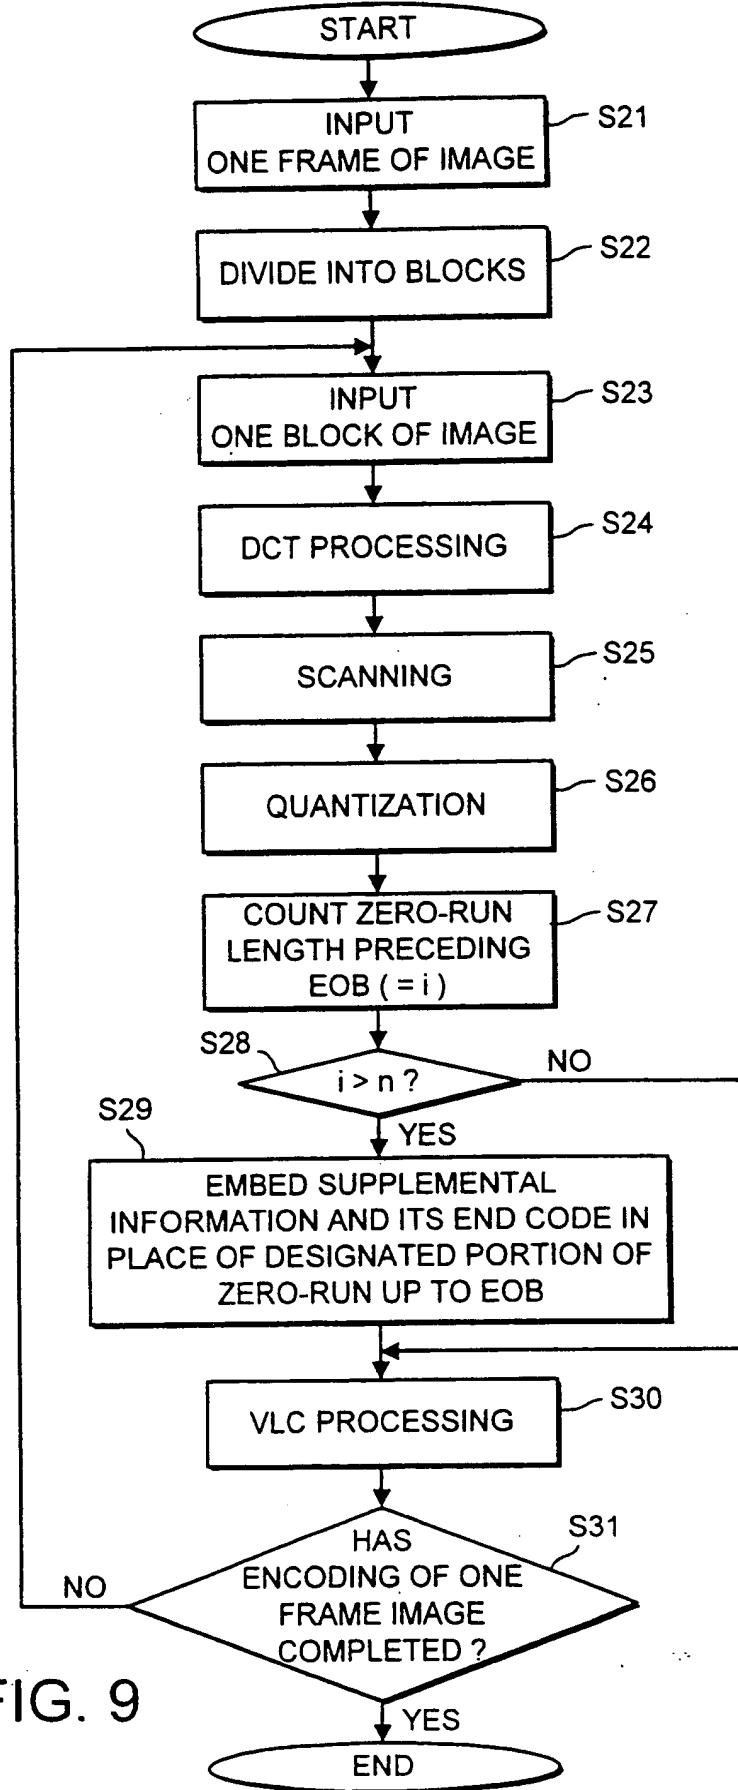 START
INPUT
ONE FRAME OF IMAGE
S21
DIVIDE INTO BLOCKS
S22
INPUT
ONE BLOCK OF IMAGE
S23
DCT PROCESSING
S24
SCANNING
S25
QUANTIZATION
S26
COUNT ZERO-RUN
LENGTH PRECEDING
EOB ( = i )
S27
S28
i > n ?
NO
YES
S29
EMBED SUPPLEMENTAL
INFORMATION AND ITS END CODE IN
PLACE OF DESIGNATED PORTION OF
ZERO-RUN UP TO EOB
VLC PROCESSING
S30
HAS
ENCODING OF ONE
FRAME IMAGE
COMPLETED ?
S31
NO
YES
END
FIG. 9